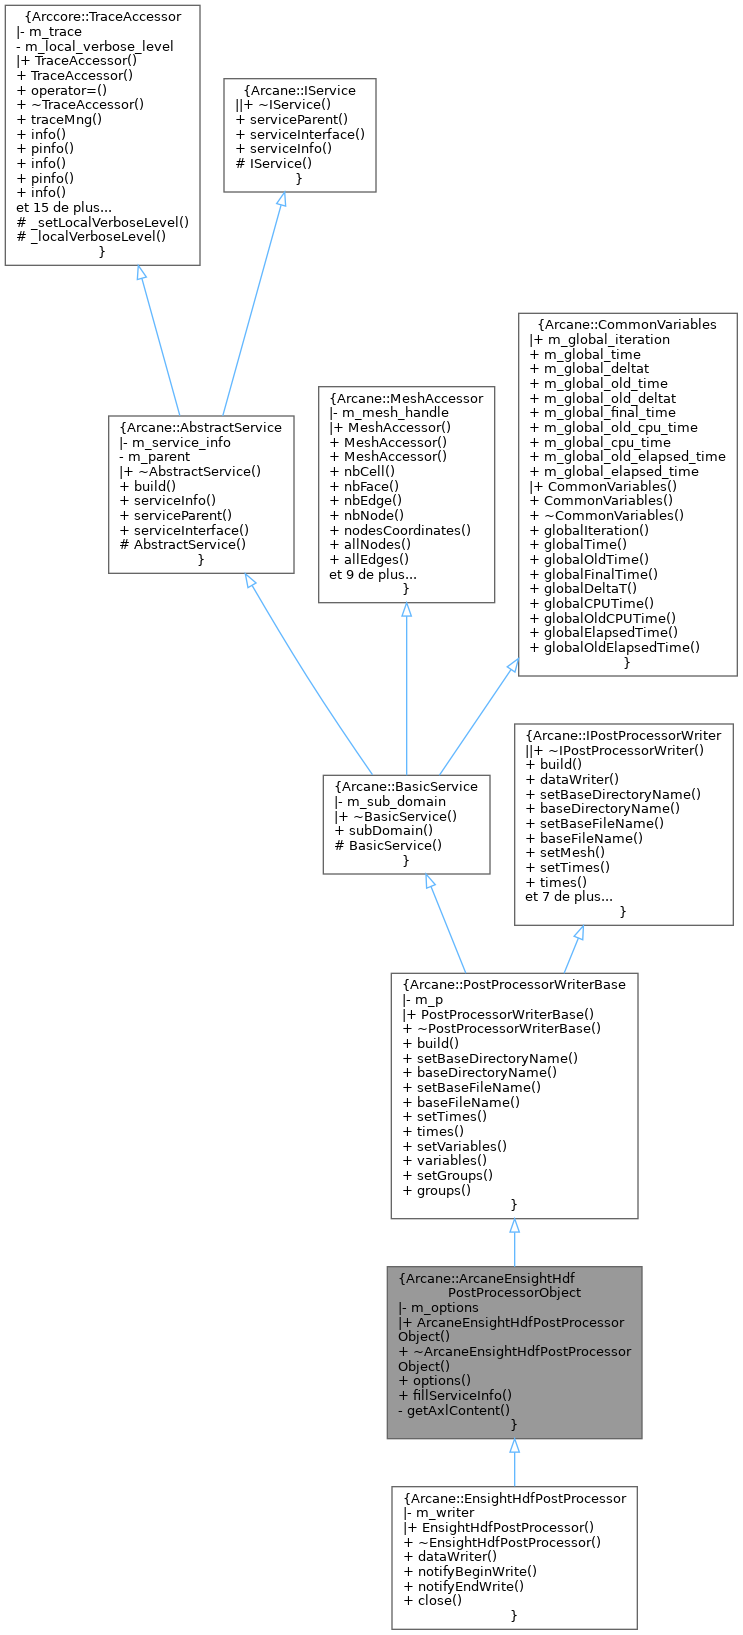 {Arccore::TraceAccessor
|- m_trace
- m_local_verbose_level
|+ TraceAccessor()
+ TraceAccessor()
+ operator=()
+ ~TraceAccessor()
+ traceMng()
+ info()
+ pinfo()
+ info()
+ pinfo()
+ info()
et 15 de plus...
# _setLocalVerboseLevel()
# _localVerboseLevel()
}
{Arcane::IService
||+ ~IService()
+ serviceParent()
+ serviceInterface()
+ serviceInfo()
# IService()
}
{Arcane::CommonVariables
|+ m_global_iteration
+ m_global_time
+ m_global_deltat
+ m_global_old_time
+ m_global_old_deltat
+ m_global_final_time
+ m_global_old_cpu_time
+ m_global_cpu_time
+ m_global_old_elapsed_time
+ m_global_elapsed_time
|+ CommonVariables()
+ CommonVariables()
+ ~CommonVariables()
+ globalIteration()
+ globalTime()
+ globalOldTime()
+ globalFinalTime()
+ globalDeltaT()
+ globalCPUTime()
+ globalOldCPUTime()
+ globalElapsedTime()
+ globalOldElapsedTime()
}
{Arcane::MeshAccessor
|- m_mesh_handle
|+ MeshAccessor()
+ MeshAccessor()
+ MeshAccessor()
+ nbCell()
+ nbFace()
+ nbEdge()
+ nbNode()
+ nodesCoordinates()
+ allNodes()
+ allEdges()
et 9 de plus...
}
{Arcane::AbstractService
|- m_service_info
- m_parent
|+ ~AbstractService()
+ build()
+ serviceInfo()
+ serviceParent()
+ serviceInterface()
# AbstractService()
}
{Arcane::IPostProcessorWriter
||+ ~IPostProcessorWriter()
+ build()
+ dataWriter()
+ setBaseDirectoryName()
+ baseDirectoryName()
+ setBaseFileName()
+ baseFileName()
+ setMesh()
+ setTimes()
+ times()
et 7 de plus...
}
{Arcane::BasicService
|- m_sub_domain
|+ ~BasicService()
+ subDomain()
# BasicService()
}
{Arcane::PostProcessorWriterBase
|- m_p
|+ PostProcessorWriterBase()
+ ~PostProcessorWriterBase()
+ build()
+ setBaseDirectoryName()
+ baseDirectoryName()
+ setBaseFileName()
+ baseFileName()
+ setTimes()
+ times()
+ setVariables()
+ variables()
+ setGroups()
+ groups()
}
{Arcane::ArcaneEnsightHdf
PostProcessorObject
|- m_options
|+ ArcaneEnsightHdfPostProcessor
Object()
+ ~ArcaneEnsightHdfPostProcessor
Object()
+ options()
+ fillServiceInfo()
- getAxlContent()
}
{Arcane::EnsightHdfPostProcessor
|- m_writer
|+ EnsightHdfPostProcessor()
+ ~EnsightHdfPostProcessor()
+ dataWriter()
+ notifyBeginWrite()
+ notifyEndWrite()
+ close()
}